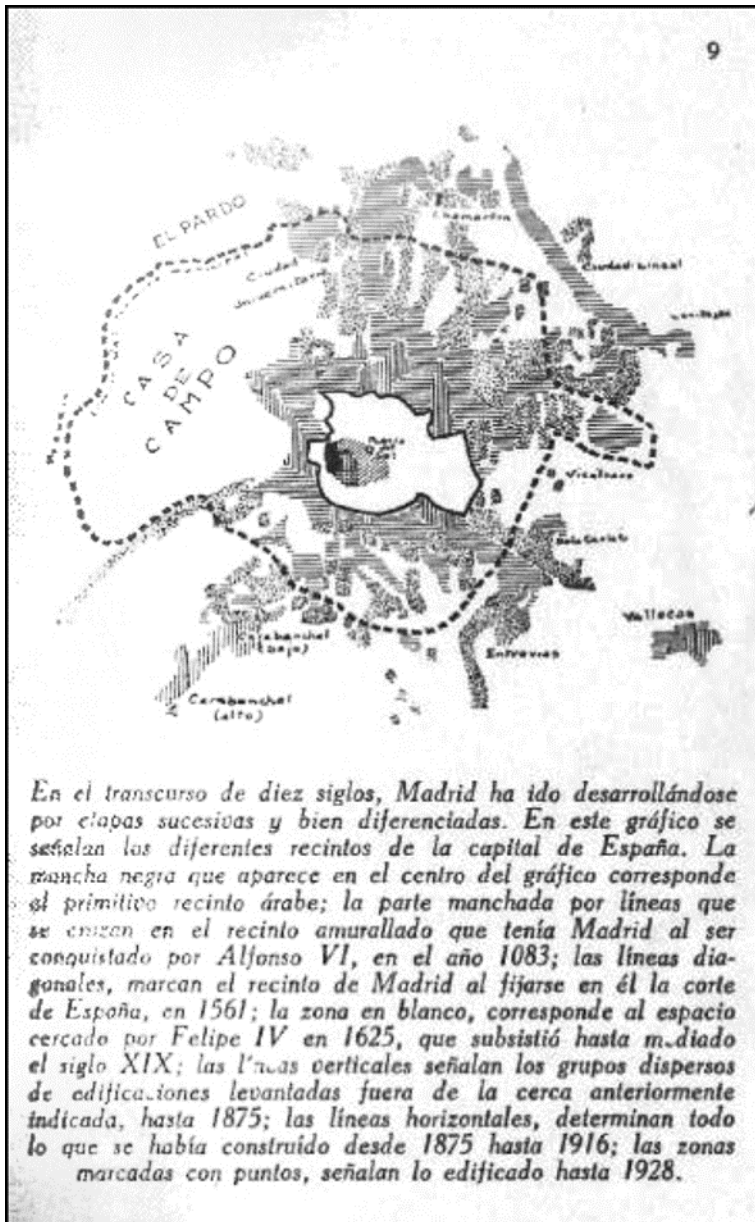 9
EL PARDO
Chamartín
Ciudad Lineal
Ciudad
Universitaria
CASA
DE
CAMPO
Puerta
del
Sol
Vicálvaro
Vallecas
Entrevías
Carabanchel
(bajo)
Carabanchel
(alto)
En el transcurso de diez siglos, Madrid ha ido desarrollándose
por etapas sucesivas y bien diferenciadas. En este gráfico se
señalan los diferentes recintos de la capital de España. La
mancha negra que aparece en el centro del gráfico corresponde
al primitivo recinto árabe; la parte manchada por líneas que
se cruzan en el recinto amurallado que tenía Madrid al ser
conquistado por Alfonso VI, en el año 1083; las líneas dia-
gonales, marcan el recinto de Madrid al fijarse en él la corte
de España, en 1561; la zona en blanco, corresponde al espacio
cercado por Felipe IV en 1625, que subsistió hasta mediado
el siglo XIX; las líneas verticales señalan los grupos dispersos
de edificaciones levantadas fuera de la cerca anteriormente
indicada, hasta 1875; las líneas horizontales, determinan todo
lo que se había construído desde 1875 hasta 1916; las zonas
marcadas con puntos, señalan lo edificado hasta 1928.